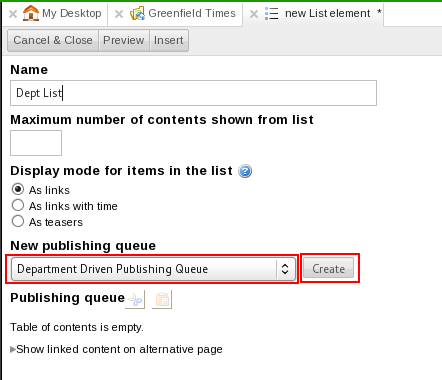 My Desktop Greenfield Times new List element *
Cancel & Close Preview Insert
Name
Dept List
Maximum number of contents shown from list
Display mode for items in the list ?
As links
As links with time
As teasers
New publishing queue
Department Driven Publishing Queue Create
Publishing queue
Table of contents is empty.
Show linked content on alternative page